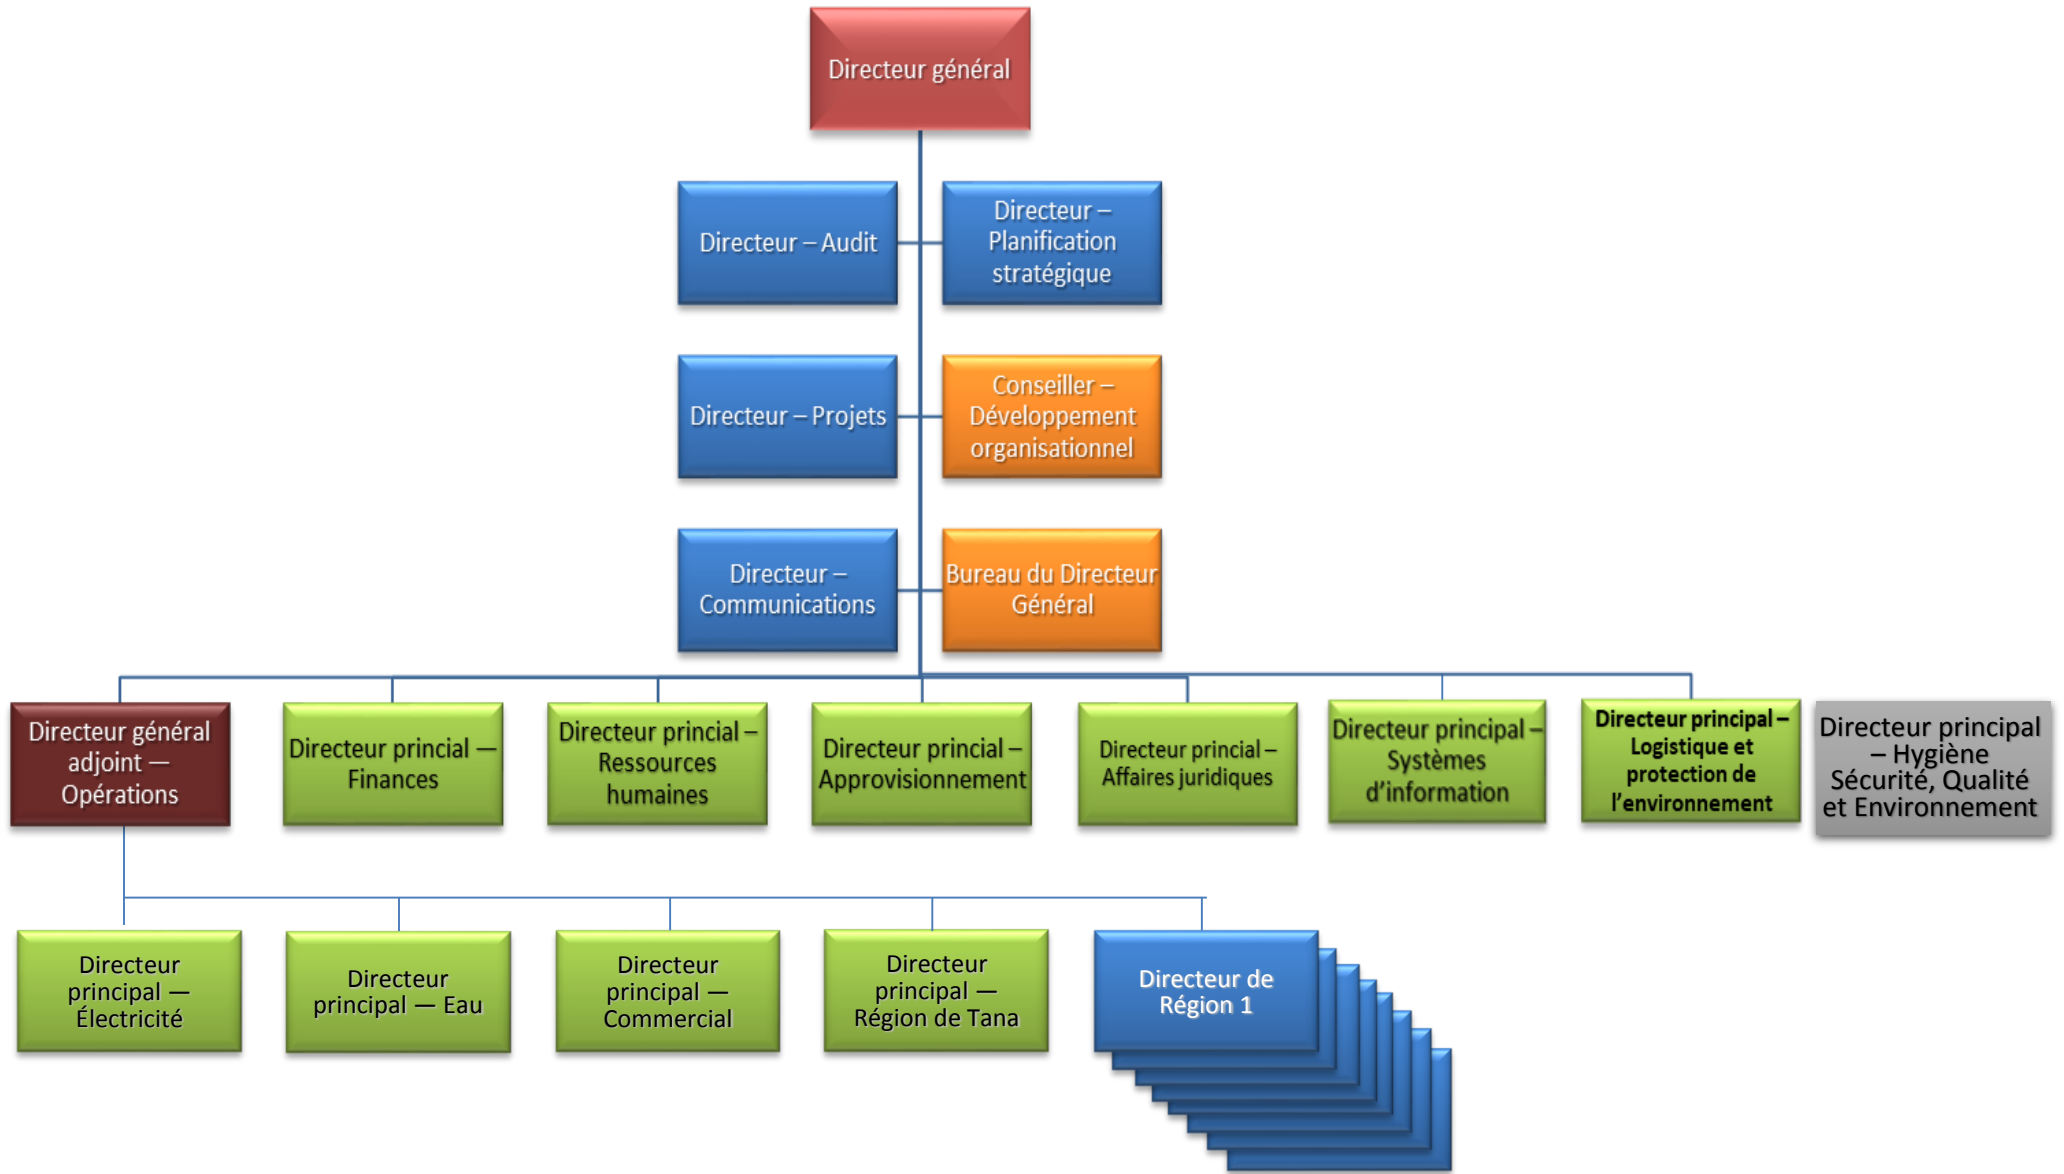 Directeur général
Directeur – Audit
Directeur –
Planification
stratégique
Directeur – Projets
Conseiller –
Développement
organisationnel
Directeur –
Communications
Bureau du Directeur
Général
Directeur général
adjoint —
Opérations
Directeur princial —
Finances
Directeur princial –
Ressources
humaines
Directeur princial –
Approvisionnement
Directeur princial –
Affaires juridiques
Directeur principal –
Systèmes
d’information
Directeur principal –
Logistique et
protection de
l’environnement
Directeur principal
– Hygiène
Sécurité, Qualité
et Environnement
Directeur
principal —
Électricité
Directeur
principal — Eau
Directeur
principal —
Commercial
Directeur
principal —
Région de Tana
Directeur de
Région 1